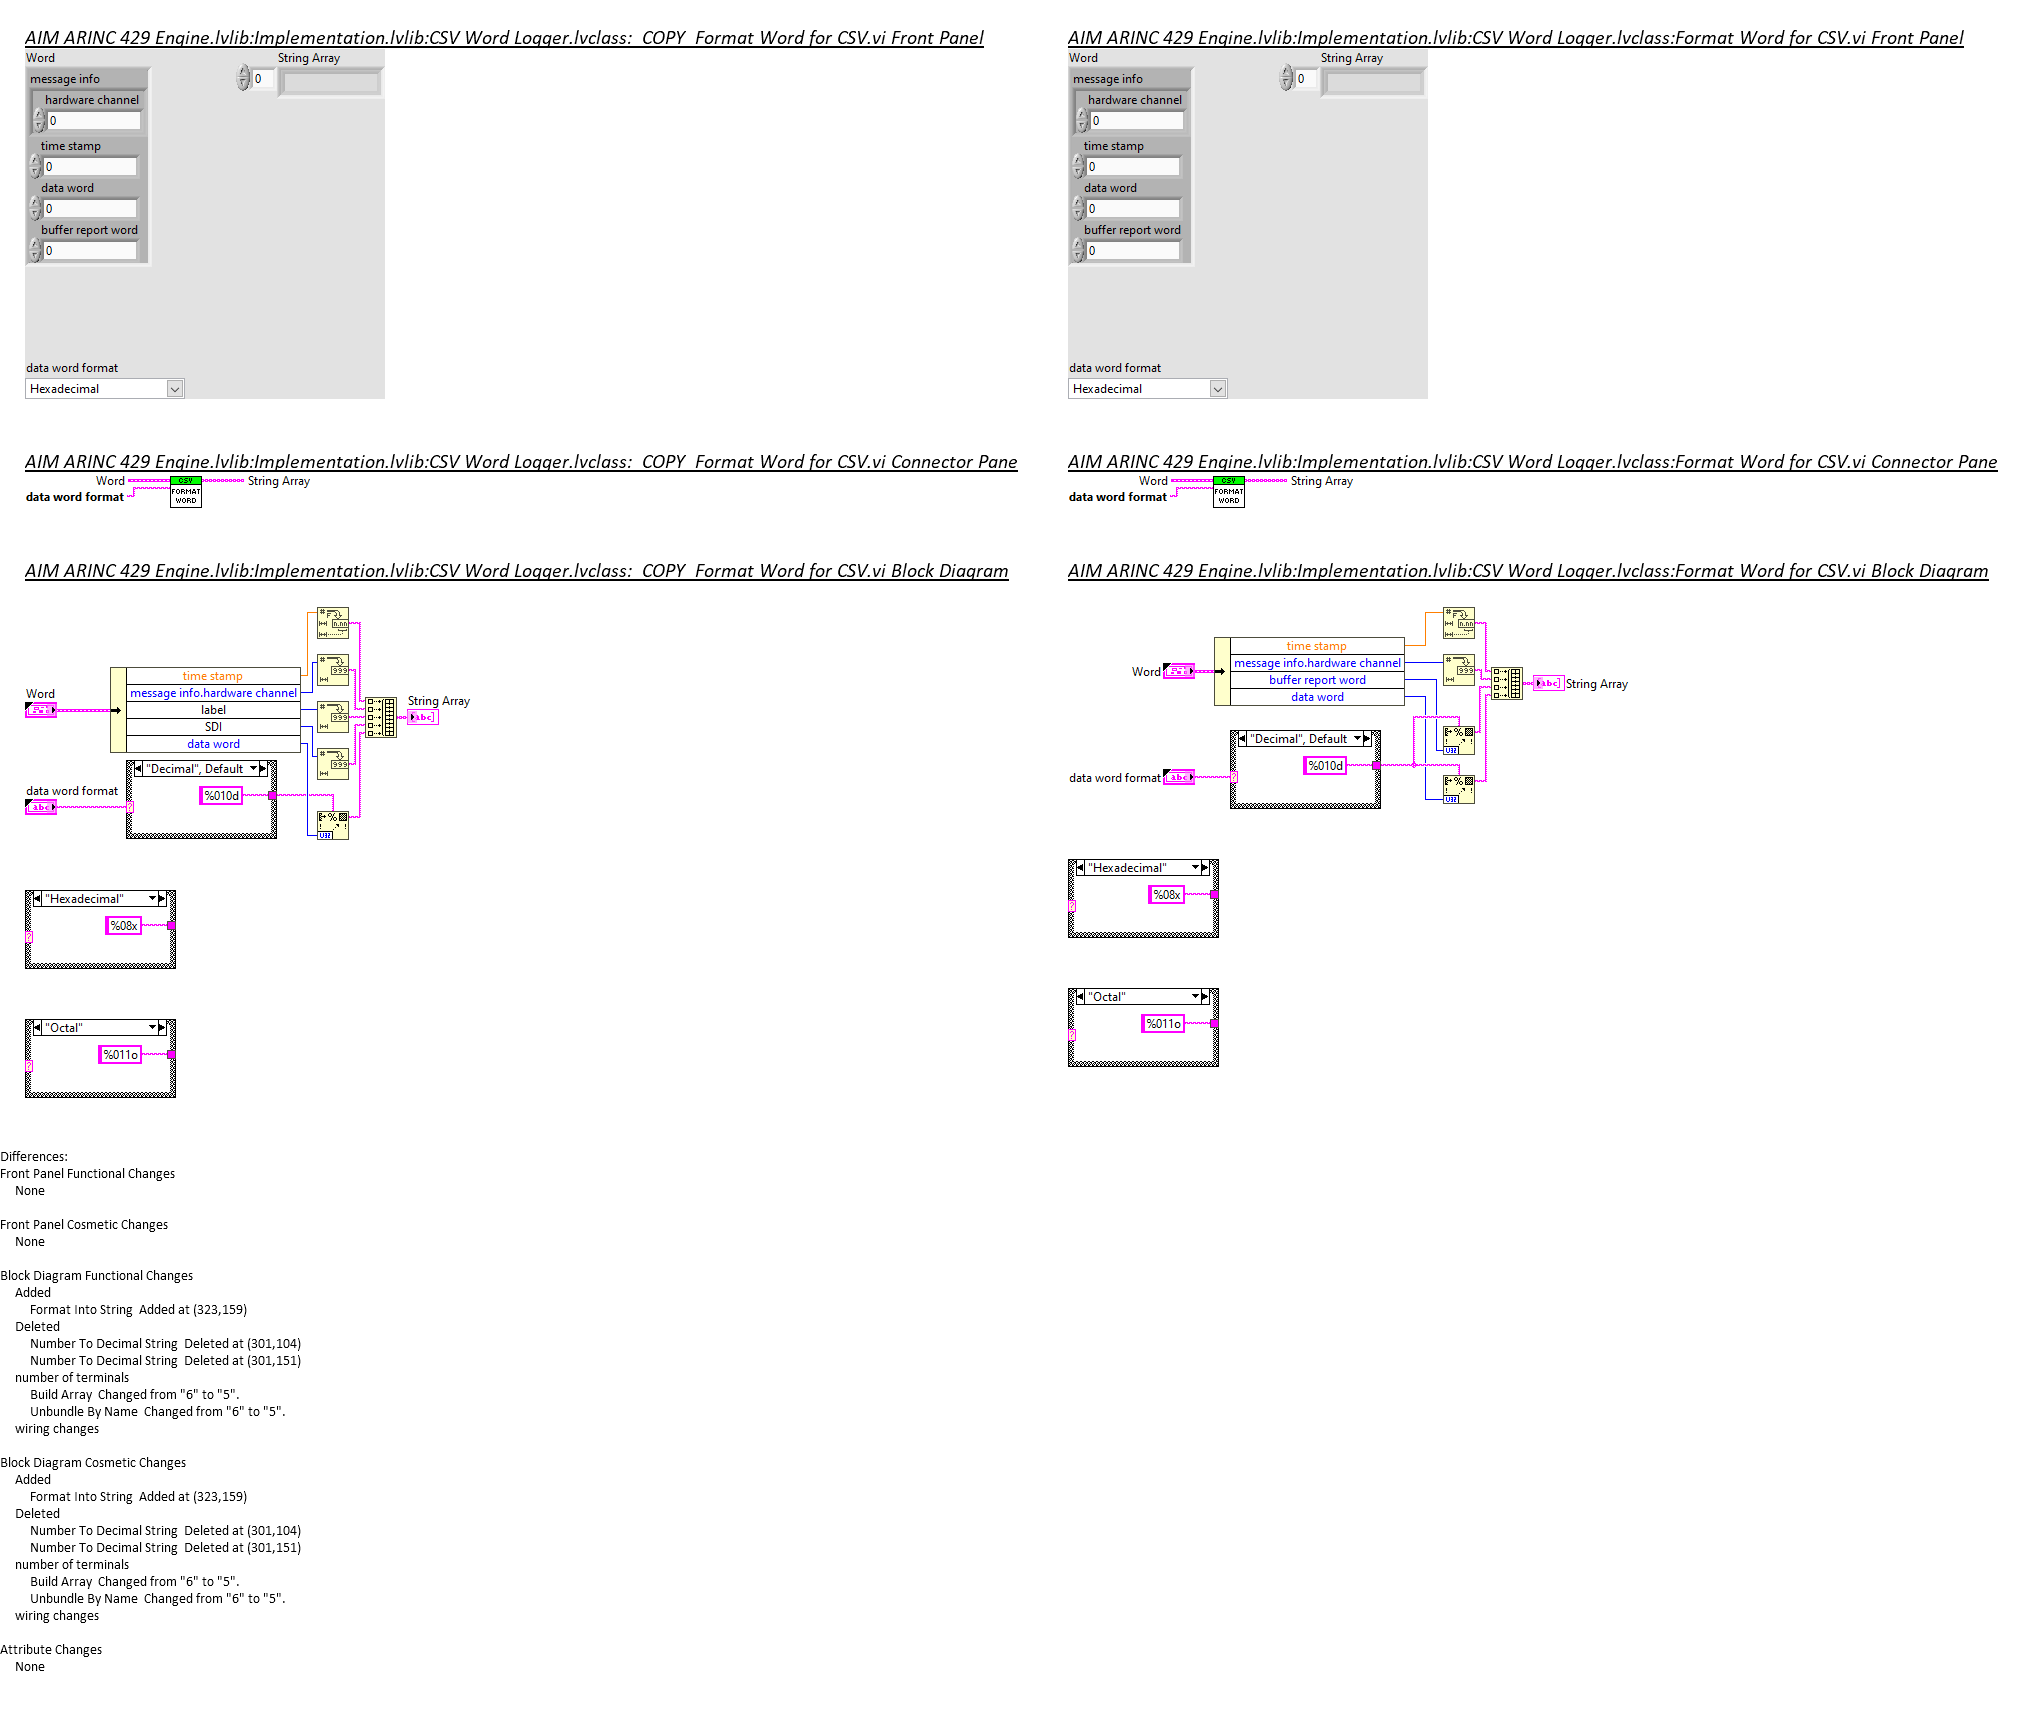 AIM ARINC 429 Engine.lvlib:Implementation.lvlib:CSV Word Logger.lvclass:  COPY  Format Word for CSV.vi Front Panel
Word
String Array
message info
0
hardware channel
0
time stamp
0
data word
0
buffer report word
0
data word format
Hexadecimal
AIM ARINC 429 Engine.lvlib:Implementation.lvlib:CSV Word Logger.lvclass:  COPY  Format Word for CSV.vi Connector Pane
Word
CSV
String Array
data word format
FORMAT
WORD
AIM ARINC 429 Engine.lvlib:Implementation.lvlib:CSV Word Logger.lvclass:  COPY  Format Word for CSV.vi Block Diagram
time stamp
message info.hardware channel
label
SDI
data word
Word
String Array
abc
"Decimal", Default
%010d
data word format
abc
U32
"Hexadecimal"
%08x
"Octal"
%011o
Differences:
Front Panel Functional Changes
None
Front Panel Cosmetic Changes
None
Block Diagram Functional Changes
Added
Format Into String  Added at (323,159)
Deleted
Number To Decimal String  Deleted at (301,104)
Number To Decimal String  Deleted at (301,151)
number of terminals
Build Array  Changed from "6" to "5".
Unbundle By Name  Changed from "6" to "5".
wiring changes
Block Diagram Cosmetic Changes
Added
Format Into String  Added at (323,159)
Deleted
Number To Decimal String  Deleted at (301,104)
Number To Decimal String  Deleted at (301,151)
number of terminals
Build Array  Changed from "6" to "5".
Unbundle By Name  Changed from "6" to "5".
wiring changes
Attribute Changes
None
AIM ARINC 429 Engine.lvlib:Implementation.lvlib:CSV Word Logger.lvclass:Format Word for CSV.vi Front Panel
Word
String Array
message info
0
hardware channel
0
time stamp
0
data word
0
buffer report word
0
data word format
Hexadecimal
AIM ARINC 429 Engine.lvlib:Implementation.lvlib:CSV Word Logger.lvclass:Format Word for CSV.vi Connector Pane
Word
CSV
String Array
data word format
FORMAT
WORD
AIM ARINC 429 Engine.lvlib:Implementation.lvlib:CSV Word Logger.lvclass:Format Word for CSV.vi Block Diagram
time stamp
message info.hardware channel
buffer report word
data word
Word
String Array
abc
"Decimal", Default
%010d
data word format
abc
U32
U32
"Hexadecimal"
%08x
"Octal"
%011o